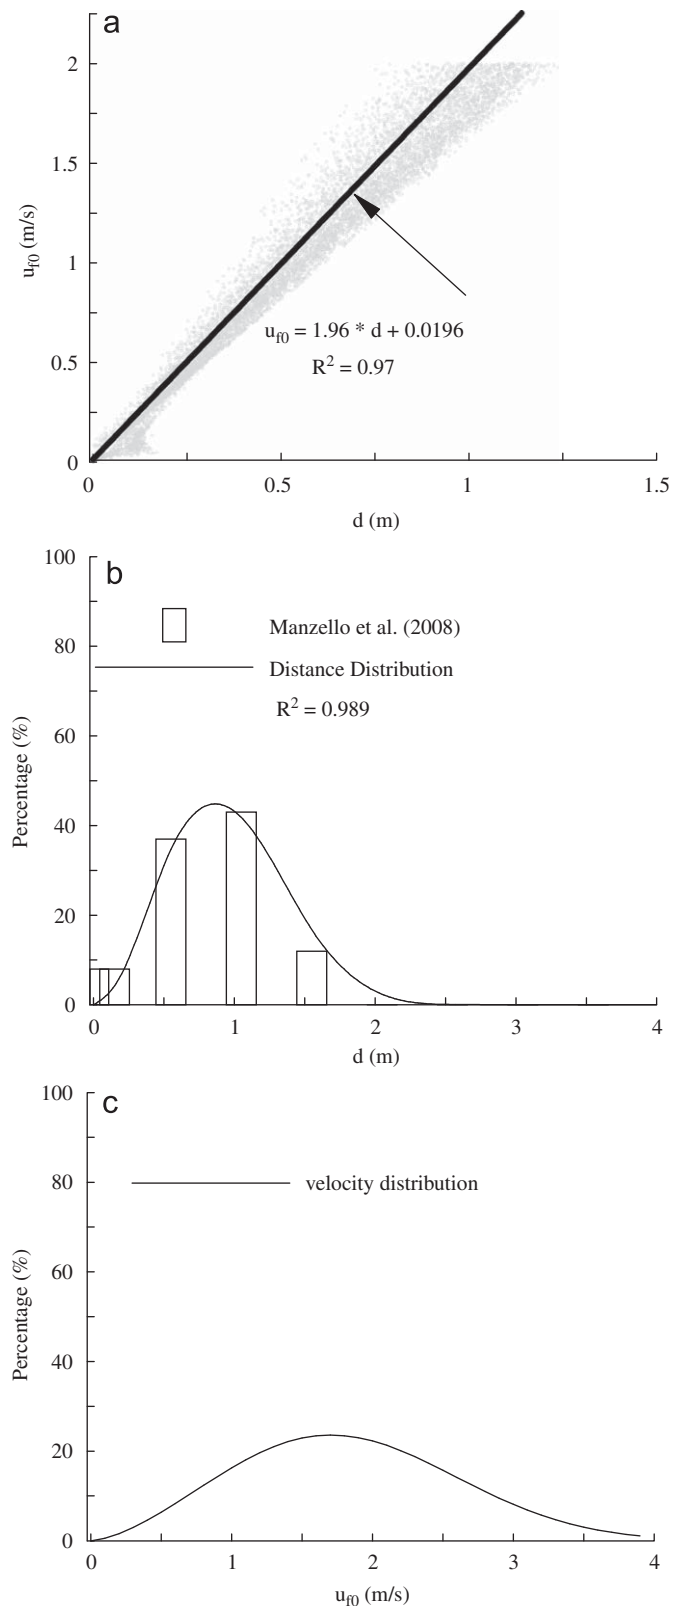 a
2
1.5
1
0.5
0
u_f0 (m/s)
u_f0 = 1.96 * d + 0.0196
R² = 0.97
0 0.5 1 1.5
d (m)
b
100
80
60
40
20
0
Percentage (%)
Manzello et al. (2008)
Distance Distribution
R² = 0.989
0 1 2 3 4
d (m)
c
100
80
60
40
20
0
Percentage (%)
velocity distribution
0 1 2 3 4
u_f0 (m/s)